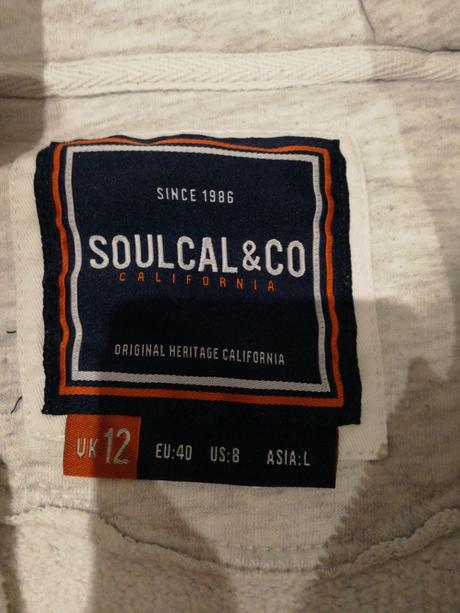 SINCE 1986
SOULCAL&CO
CALIFORNIA
ORIGINAL HERITAGE CALIFORNIA
UK 12 EU:40 US:8 ASIA:L